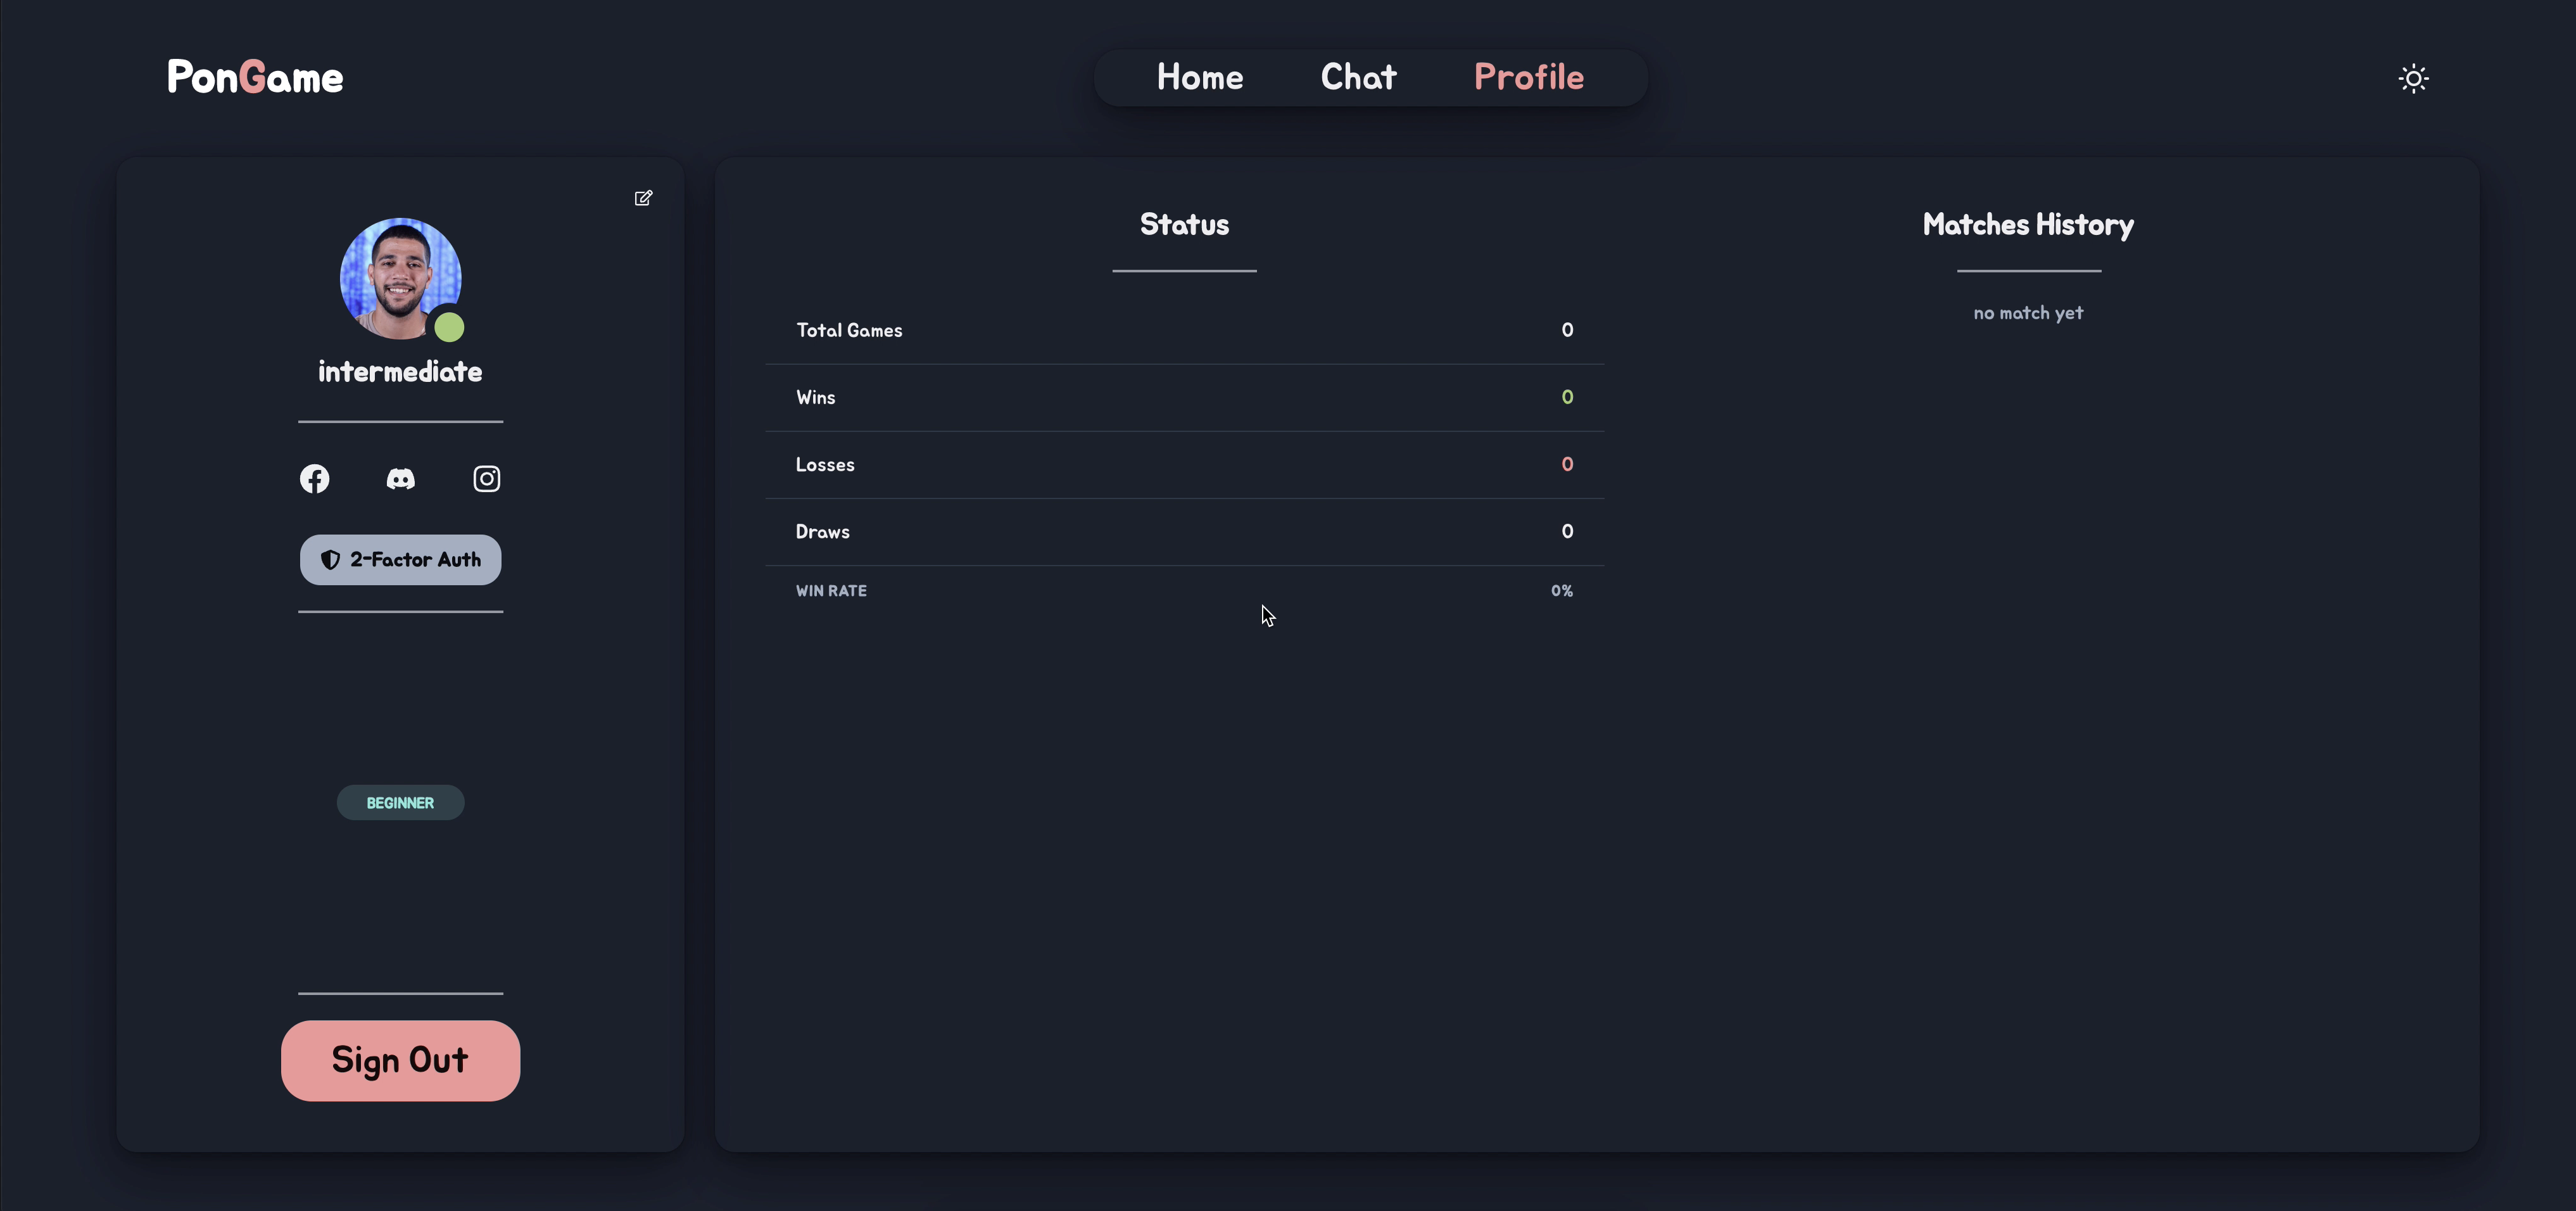 PonGame
Home Chat Profile
intermediate
2-Factor Auth
BEGINNER
Sign Out
Status
Total Games 0
Wins 0
Losses 0
Draws 0
WIN RATE 0%
Matches History
no match yet